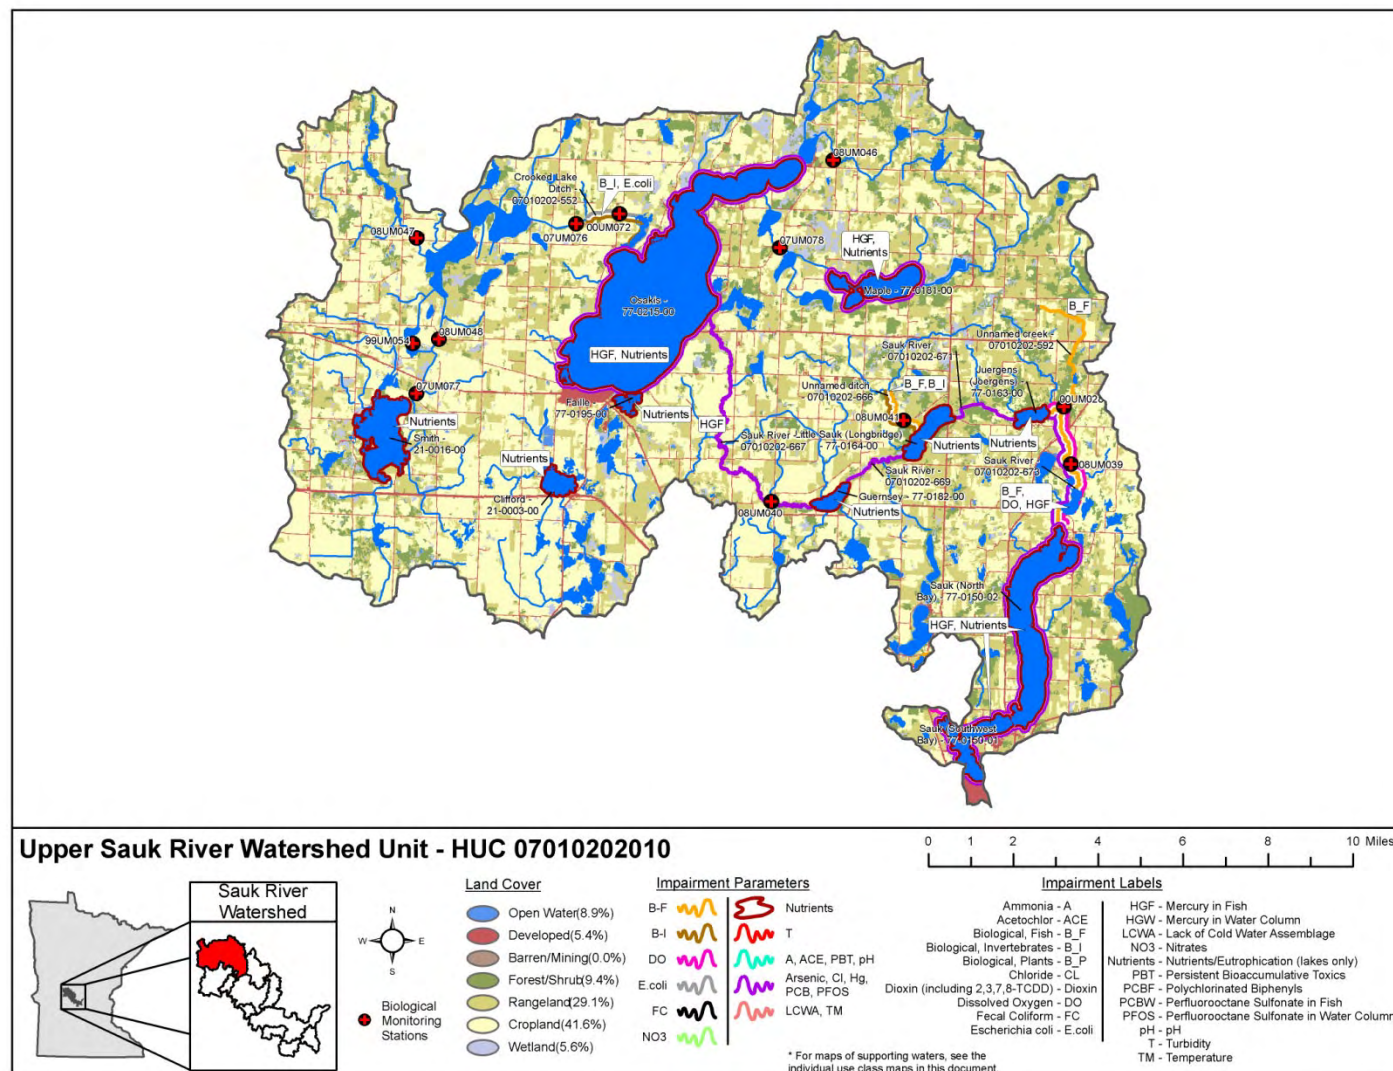 08UM046
Crooked Lake
Ditch -
07010202-552
B_I, E.coli
07UM076
00UM072
08UM047
07UM078
HGF,
Nutrients
Maple - 77-0181-00
Osakis -
77-0215-00
B_F
Unnamed creek -
07010202-592
99UM054
08UM048
Sauk River
- 07010202-671
HGF, Nutrients
Juergens
(Joergens) -
77-0163-00
07UM077
Unnamed ditch -
07010202-666
B_F,B_I
Faille -
77-0195-00
Nutrients
00UM028
08UM041
Nutrients
Smith -
21-0016-00
HGF
Sauk River -
07010202-667
Little Sauk (Longbridge)
- 77-0164-00
Nutrients
Nutrients
Nutrients
Sauk River -
07010202-673
08UM039
Sauk River -
07010202-669
Clifford -
21-0003-00
Guernsey - 77-0182-00
Nutrients
B_F,
DO, HGF
08UM040
Sauk (North
Bay) - 77-0150-02
HGF, Nutrients
Sauk (Southwest
Bay) - 77-0150-01
Upper Sauk River Watershed Unit - HUC 07010202010
0 1 2 4 6 8 10 Miles
Sauk River
Watershed
N
W E
S
Biological
Monitoring
Stations
Land Cover
Open Water(8.9%)
Developed(5.4%)
Barren/Mining(0.0%)
Forest/Shrub(9.4%)
Rangeland(29.1%)
Cropland(41.6%)
Wetland(5.6%)
Impairment Parameters
B-F
B-I
DO
E.coli
FC
NO3
Nutrients
T
A, ACE, PBT, pH
Arsenic, Cl, Hg,
PCB, PFOS
LCWA, TM
* For maps of supporting waters, see the
individual use class maps in this document.
Impairment Labels
Ammonia - A
Acetochlor - ACE
Biological, Fish - B_F
Biological, Invertebrates - B_I
Biological, Plants - B_P
Chloride - CL
Dioxin (including 2,3,7,8-TCDD) - Dioxin
Dissolved Oxygen - DO
Fecal Coliform - FC
Escherichia coli - E.coli
HGF - Mercury in Fish
HGW - Mercury in Water Column
LCWA - Lack of Cold Water Assemblage
NO3 - Nitrates
Nutrients - Nutrients/Eutrophication (lakes only)
PBT - Persistent Bioaccumulative Toxics
PCBF - Polychlorinated Biphenyls
PCBW - Perfluorooctane Sulfonate in Fish
PFOS - Perfluorooctane Sulfonate in Water Column
pH - pH
T - Turbidity
TM - Temperature